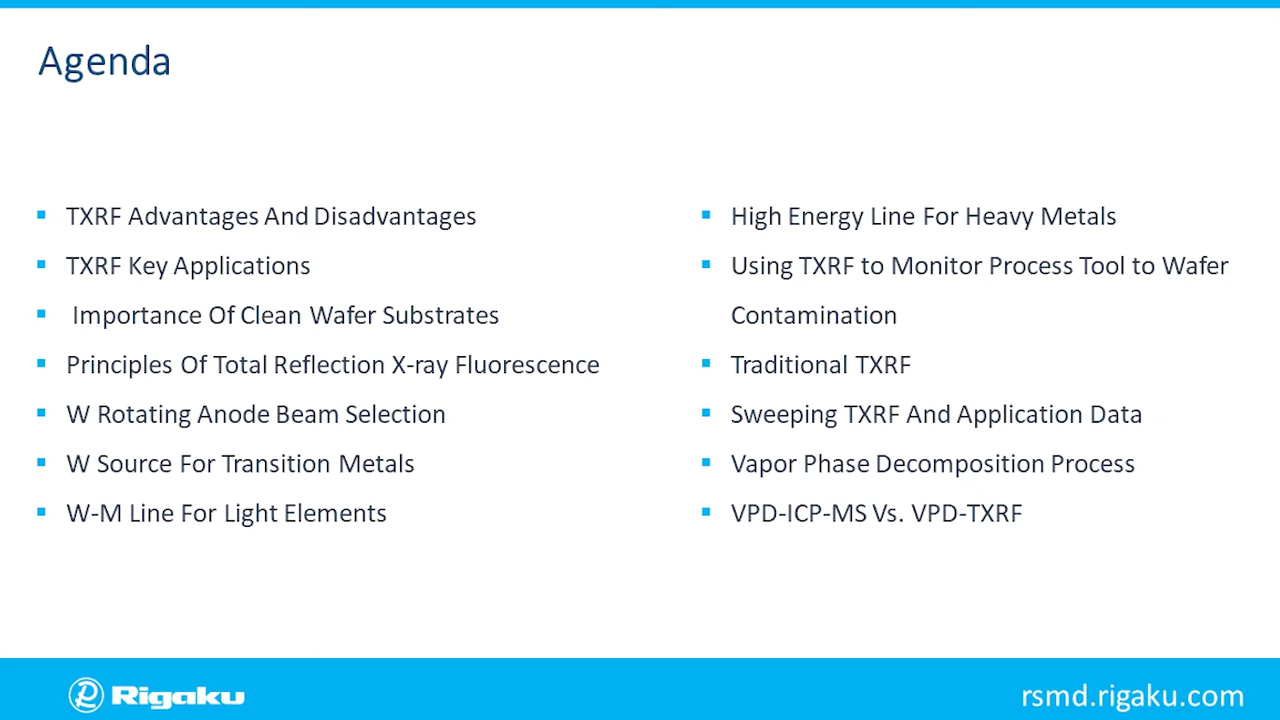 Agenda
▪ TXRF Advantages And Disadvantages
▪ TXRF Key Applications
▪ Importance Of Clean Wafer Substrates
▪ Principles Of Total Reflection X-ray Fluorescence
▪ W Rotating Anode Beam Selection
▪ W Source For Transition Metals
▪ W-M Line For Light Elements
▪ High Energy Line For Heavy Metals
▪ Using TXRF to Monitor Process Tool to Wafer
Contamination
▪ Traditional TXRF
▪ Sweeping TXRF And Application Data
▪ Vapor Phase Decomposition Process
▪ VPD-ICP-MS Vs. VPD-TXRF
Rigaku
rsmd.rigaku.com